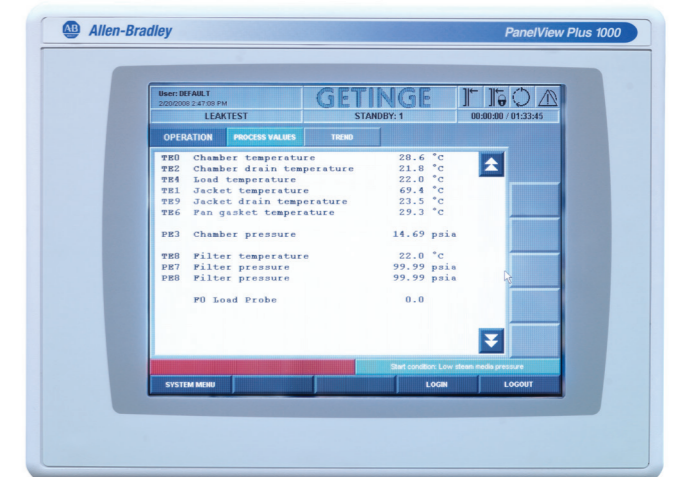 AB Allen-Bradley PanelView Plus 1000
User: DEFAULT
2/20/2008 2:47:08 PM
GETINGE
LEAKTEST STANDBY: 1 00:00:00 / 01:33:45
OPERATION PROCESS VALUES TREND
TE0 Chamber temperature 28.6 °C
TE2 Chamber drain temperature 21.8 °C
TE4 Load temperature 22.0 °C
TE1 Jacket temperature 69.4 °C
TE9 Jacket drain temperature 23.5 °C
TE6 Fan gasket temperature 29.3 °C
PE3 Chamber pressure 14.69 psia
TE8 Filter temperature 22.0 °C
PE7 Filter pressure 99.99 psia
PE8 Filter pressure 99.99 psia
F0 Load Probe 0.0
Start condition: Low steam media pressure
SYSTEM MENU LOGIN LOGOUT